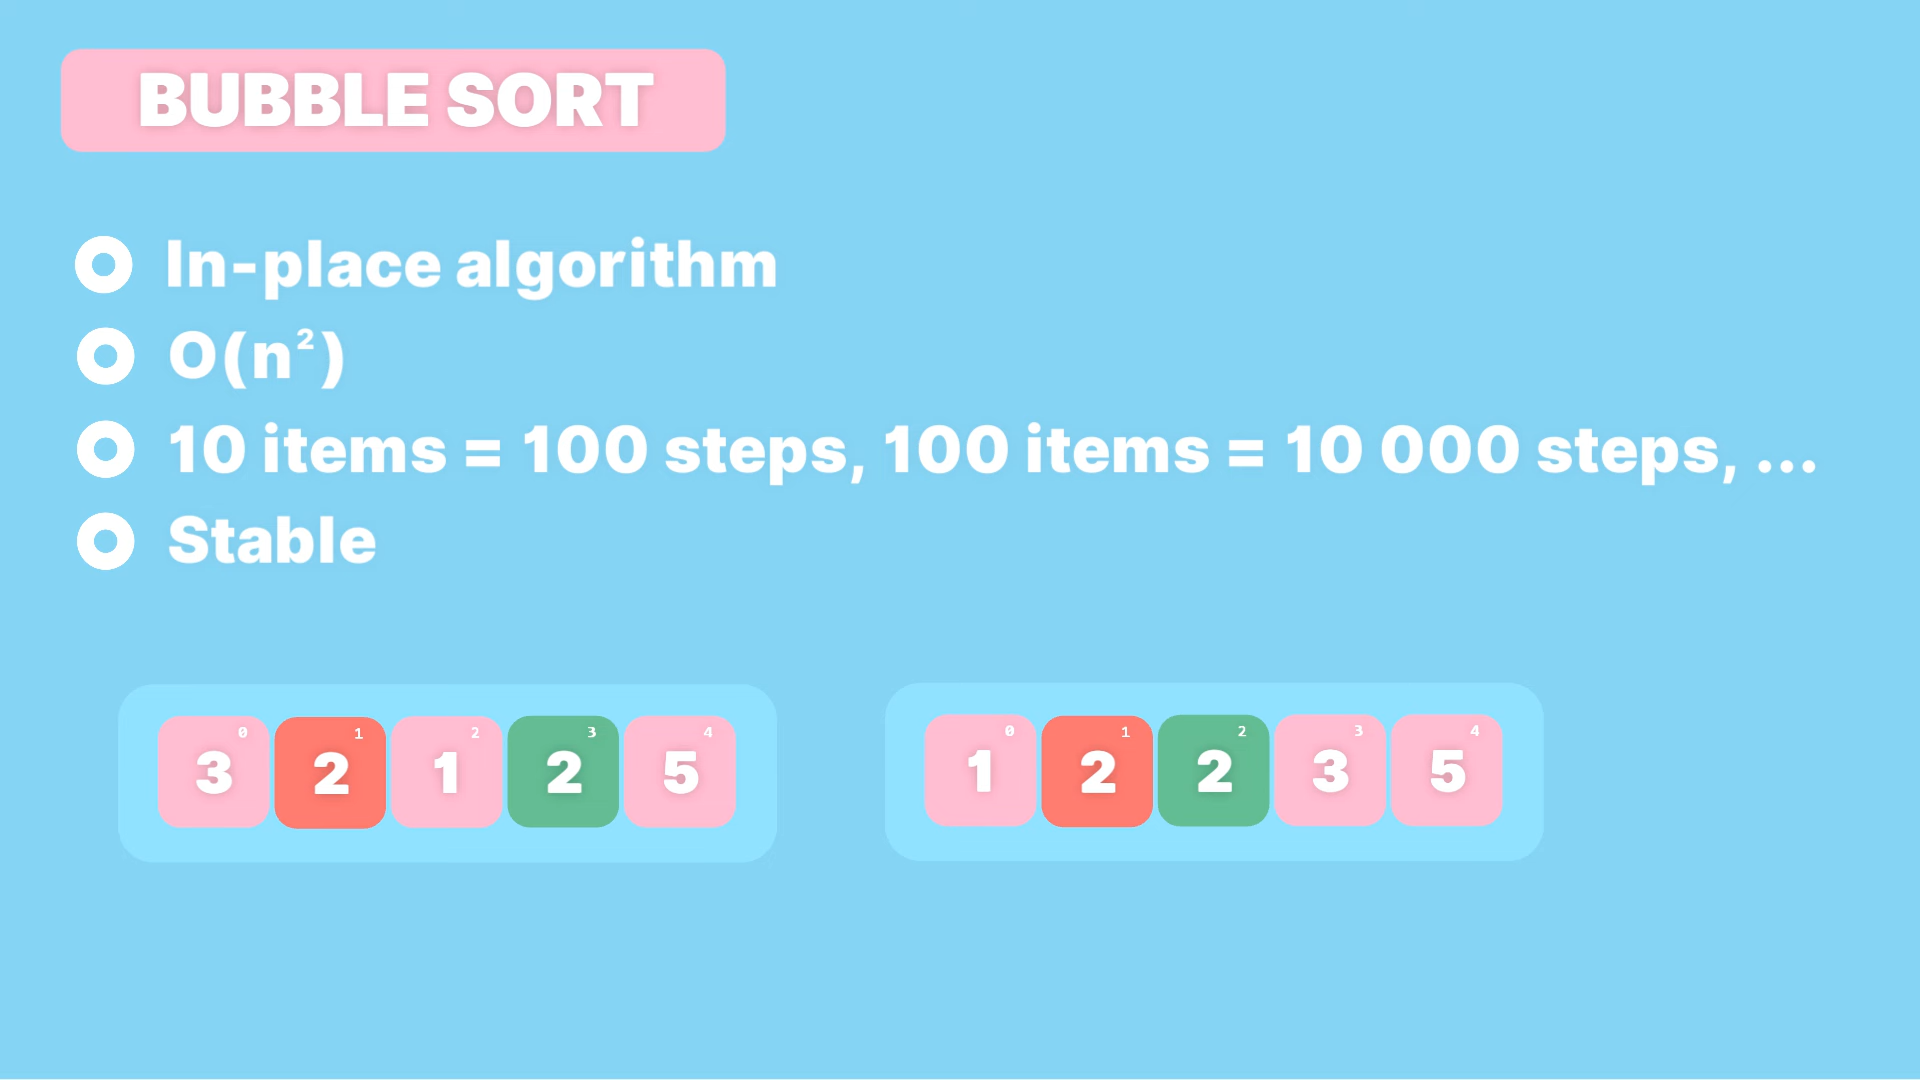 BUBBLE SORT
In-place algorithm
O(n²)
10 items = 100 steps, 100 items = 10 000 steps, ...
Stable
0 1 2 3 4
3 2 1 2 5
0 1 2 3 4
1 2 2 3 5